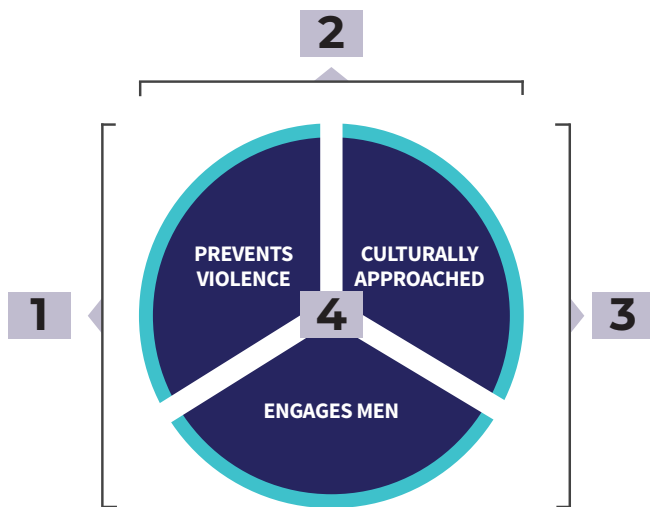 2
PREVENTS
VIOLENCE
CULTURALLY
APPROACHED
1
4
3
ENGAGES MEN